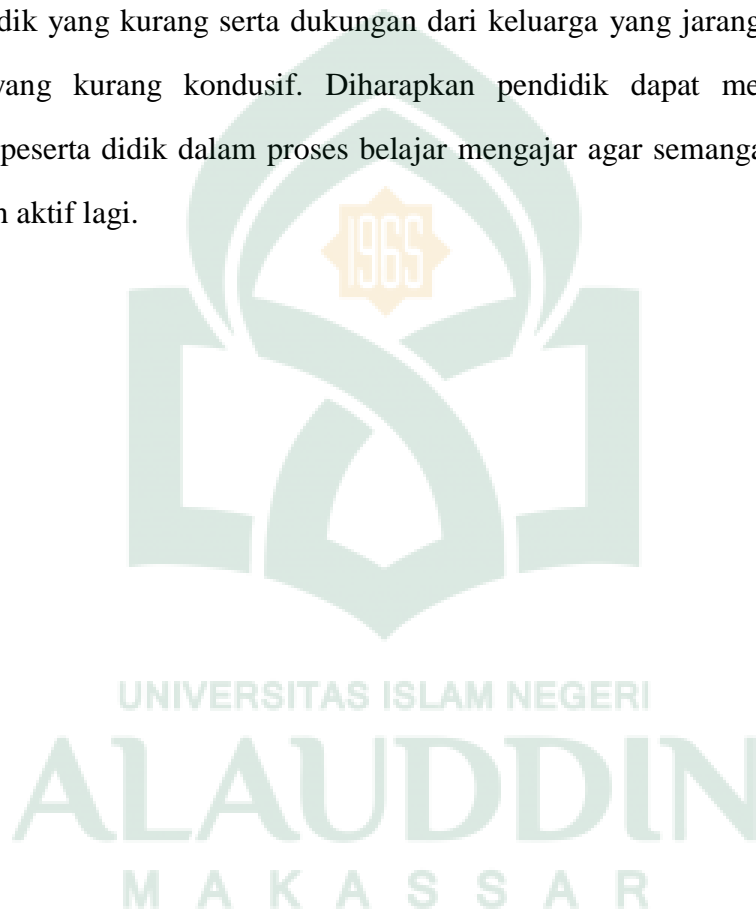 dik yang kurang serta dukungan dari keluarga yang jarang
yang kurang kondusif. Diharapkan pendidik dapat me
peserta didik dalam proses belajar mengajar agar semanga
n aktif lagi.
1965
UNIVERSITAS ISLAM NEGERI
ALAUDDIN
MAKASSAR